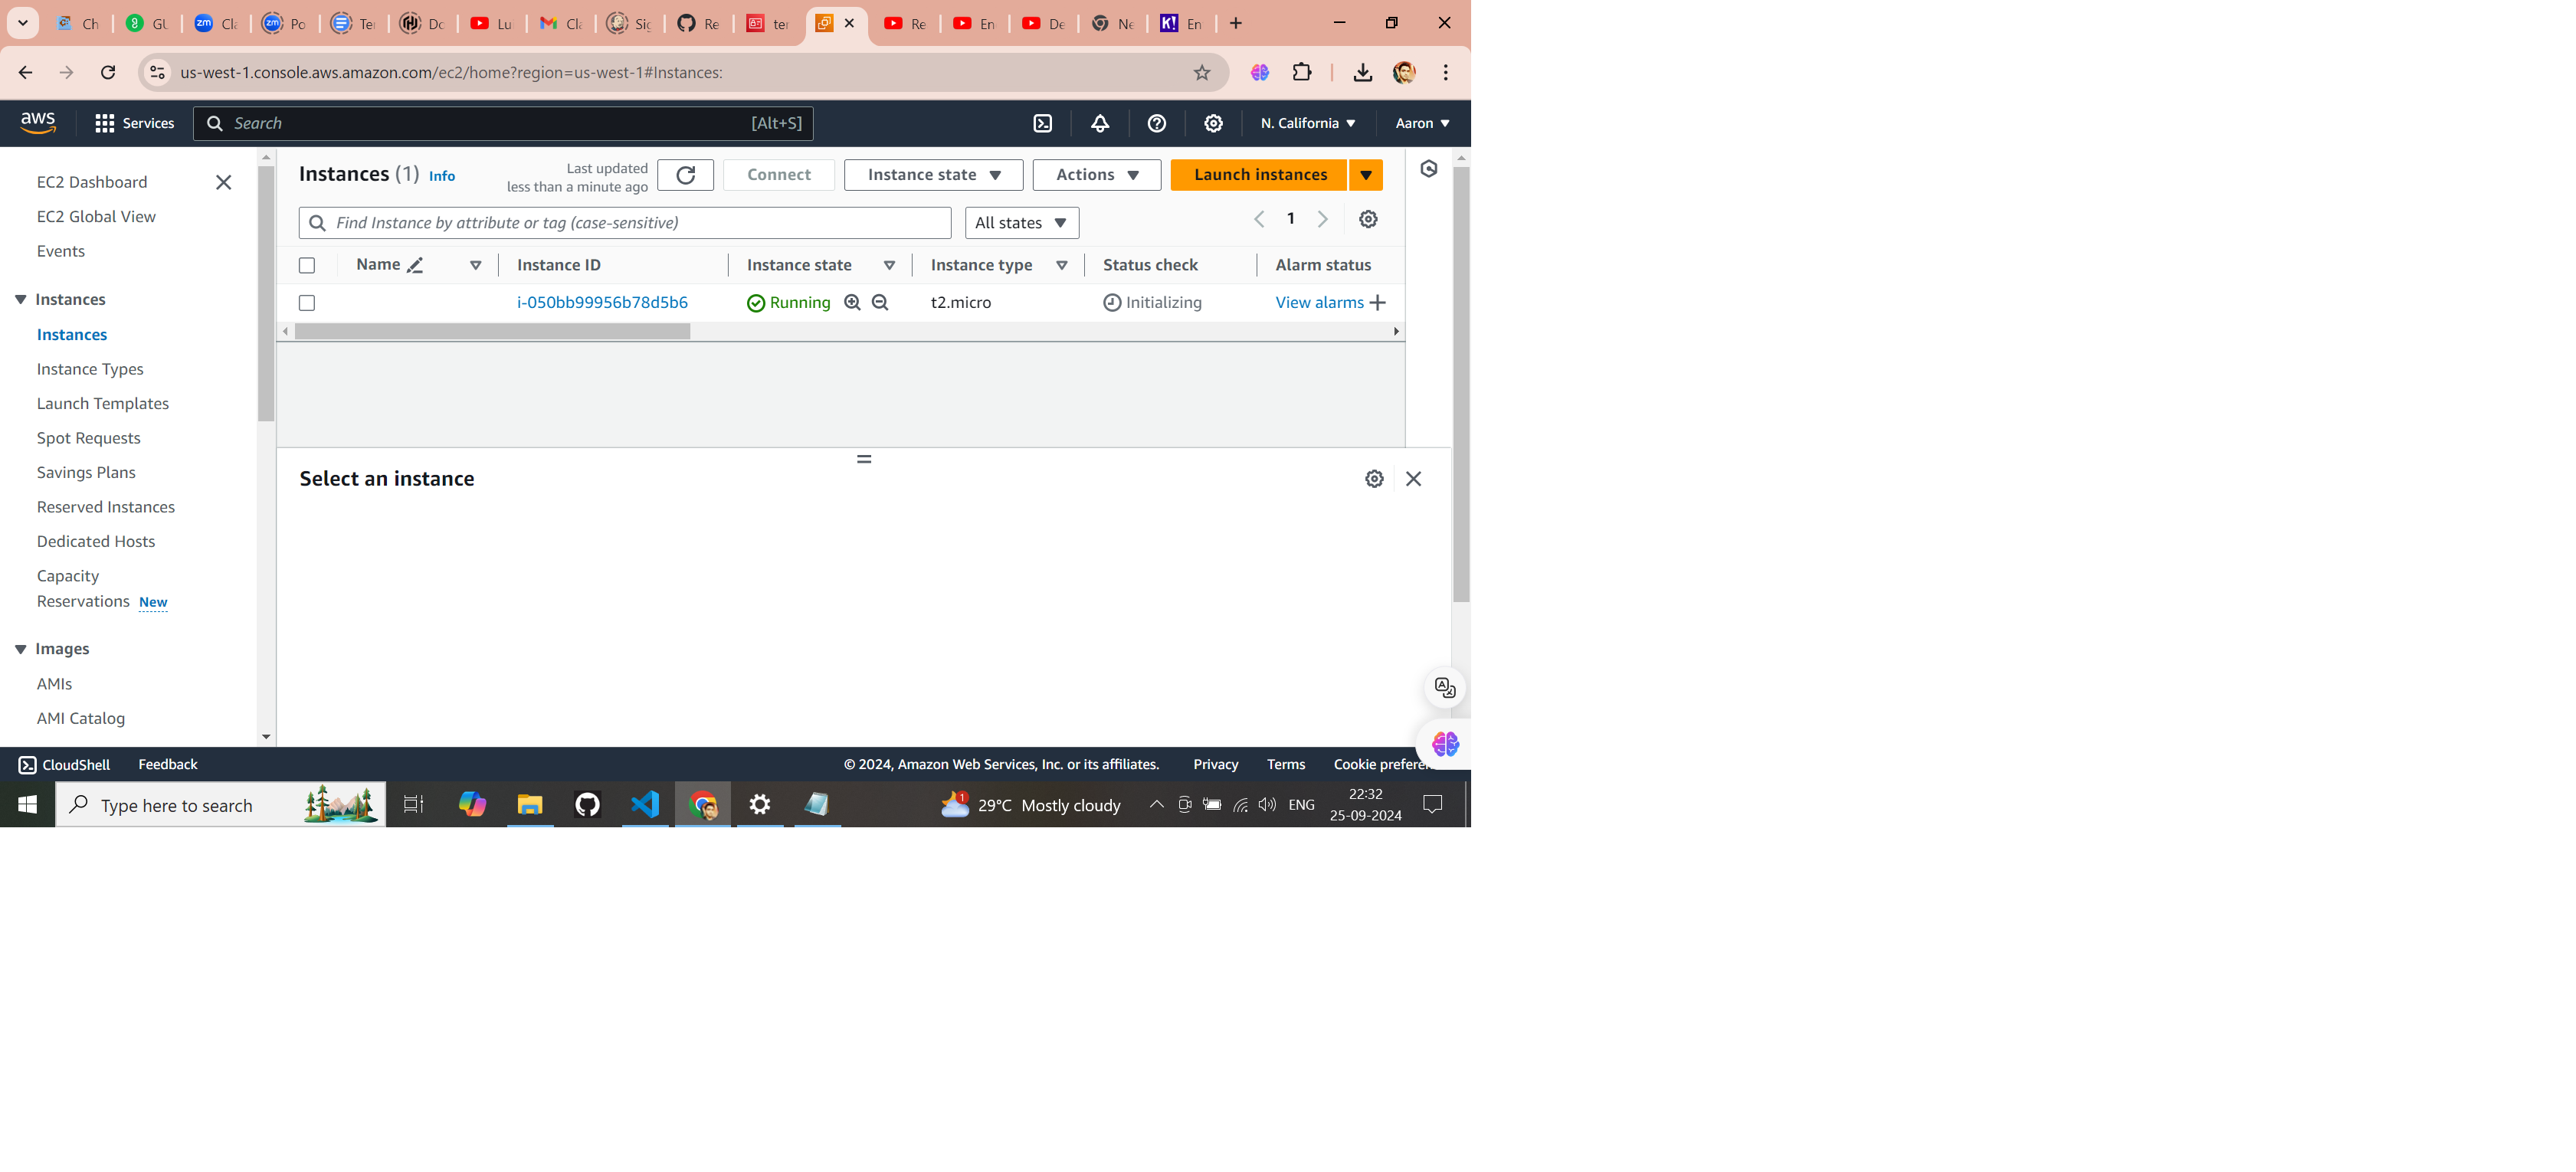 Ch
GU
Cla
Po
Ter
Do
Lu
Cla
Sig
Re
ter
Re
En
De
Ne
En
us-west-1.console.aws.amazon.com/ec2/home?region=us-west-1#Instances:
aws
Services
Search
[Alt+S]
N. California
Aaron
EC2 Dashboard
EC2 Global View
Events
Instances
Instances
Instance Types
Launch Templates
Spot Requests
Savings Plans
Reserved Instances
Dedicated Hosts
Capacity
Reservations New
Images
AMIs
AMI Catalog
Instances (1) Info
Last updated
less than a minute ago
Connect
Instance state
Actions
Launch instances
Find Instance by attribute or tag (case-sensitive)
All states
1
Name
Instance ID
Instance state
Instance type
Status check
Alarm status
i-050bb99956b78d5b6
Running
t2.micro
Initializing
View alarms
Select an instance
CloudShell
Feedback
© 2024, Amazon Web Services, Inc. or its affiliates.
Privacy
Terms
Cookie prefere
Type here to search
1
29°C Mostly cloudy
ENG
22:32
25-09-2024